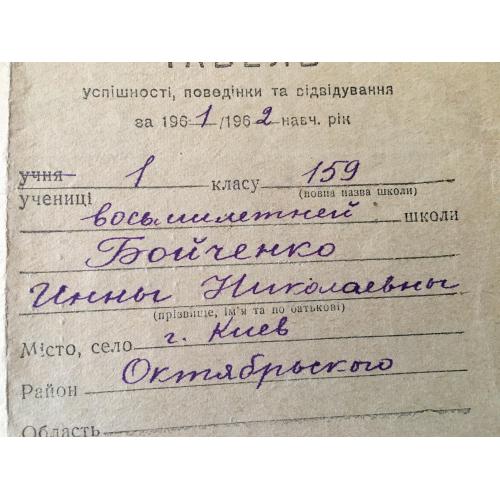 ТАБЕЛЬ
успішності, поведінки та відвідування
за 1961/1962 навч. рік
учня 1 класу 159
учениці (повна назва школи)
восьмилетней школи
Бойченко
Инны Николаевны
(прізвище, ім'я та по батькові)
Місто, село г. Киев
Район Октябрьского
Область